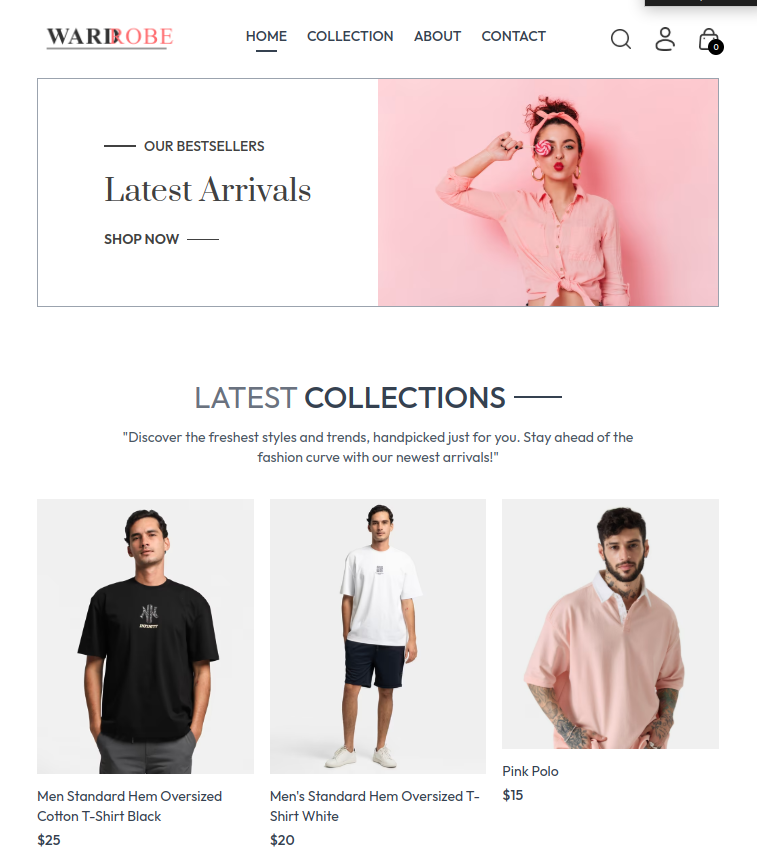 WARDROBE
HOME COLLECTION ABOUT CONTACT
0
OUR BESTSELLERS
Latest Arrivals
SHOP NOW
LATEST COLLECTIONS
"Discover the freshest styles and trends, handpicked just for you. Stay ahead of the
fashion curve with our newest arrivals!"
INFINITY
Men Standard Hem Oversized
Cotton T-Shirt Black
$25
Men's Standard Hem Oversized T-
Shirt White
$20
Pink Polo
$15